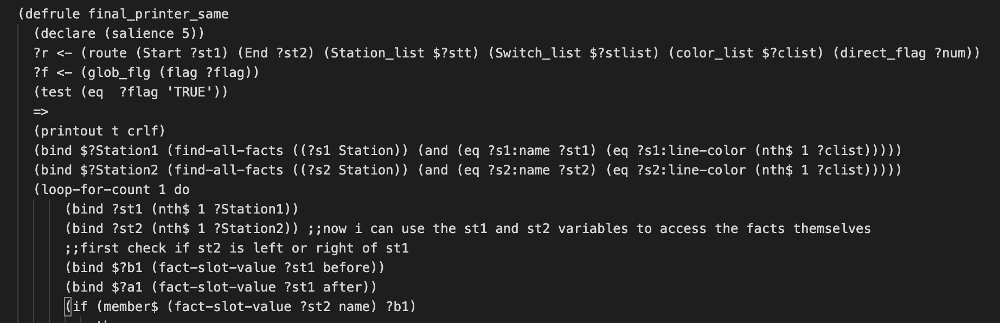 (defrule final_printer_same
(declare (salience 5))
?r <- (route (Start ?st1) (End ?st2) (Station_list $?stt) (Switch_list $?stlist) (color_list $?clist) (direct_flag ?num))
?f <- (glob_flg (flag ?flag))
(test (eq  ?flag 'TRUE'))
=>
(printout t crlf)
(bind $?Station1 (find-all-facts ((?s1 Station)) (and (eq ?s1:name ?st1) (eq ?s1:line-color (nth$ 1 ?clist)))))
(bind $?Station2 (find-all-facts ((?s2 Station)) (and (eq ?s2:name ?st2) (eq ?s2:line-color (nth$ 1 ?clist)))))
(loop-for-count 1 do
(bind ?st1 (nth$ 1 ?Station1))
(bind ?st2 (nth$ 1 ?Station2)) ;;now i can use the st1 and st2 variables to access the facts themselves
;;first check if st2 is left or right of st1
(bind $?b1 (fact-slot-value ?st1 before))
(bind $?a1 (fact-slot-value ?st1 after))
(if (member$ (fact-slot-value ?st2 name) ?b1)